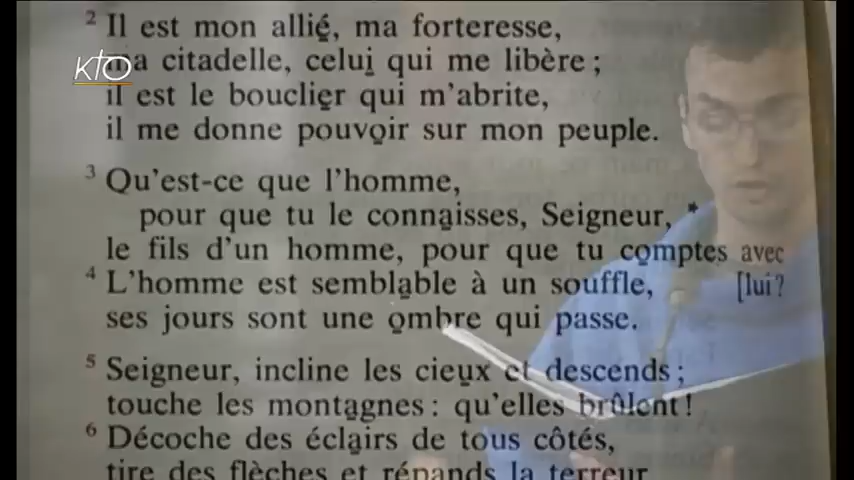 2 Il est mon allié, ma forteresse,
KTO
ma citadelle, celui qui me libère ;
il est le bouclier qui m'abrite,
il me donne pouvoir sur mon peuple.
3 Qu'est-ce que l'homme,
pour que tu le connaisses, Seigneur, *
le fils d'un homme, pour que tu comptes avec
4 L'homme est semblable à un souffle, [lui ?
ses jours sont une ombre qui passe.
5 Seigneur, incline les cieux et descends ;
touche les montagnes : qu'elles brûlent !
6 Décoche des éclairs de tous côtés,
tire des flèches et répands la terreur